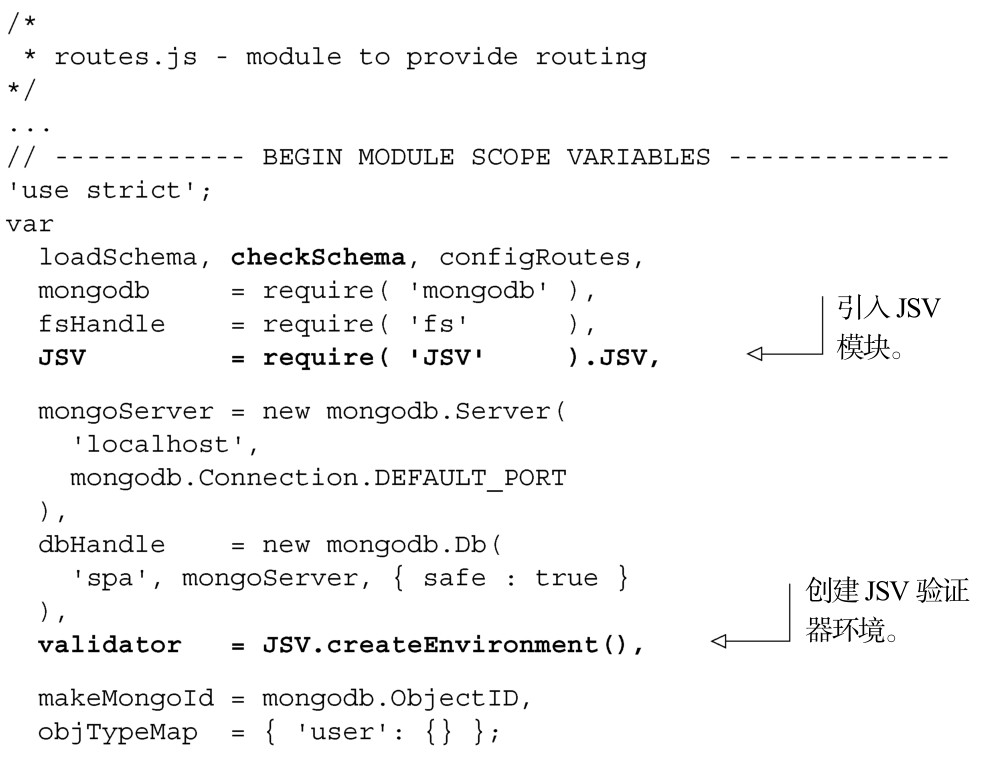 /*
 * routes.js - module to provide routing
*/
...
// ------------ BEGIN MODULE SCOPE VARIABLES --------------
'use strict';
var
  loadSchema, checkSchema, configRoutes,
  mongodb     = require( 'mongodb' ),
  fsHandle    = require( 'fs'      ),
  JSV         = require( 'JSV'     ).JSV,
引入 JSV
模块。
  mongoServer = new mongodb.Server(
    'localhost',
    mongodb.Connection.DEFAULT_PORT
  ),
  dbHandle    = new mongodb.Db(
    'spa', mongoServer, { safe : true }
  ),
  validator   = JSV.createEnvironment(),
创建 JSV 验证
器环境。
  makeMongoId = mongodb.ObjectID,
  objTypeMap  = { 'user': {} };